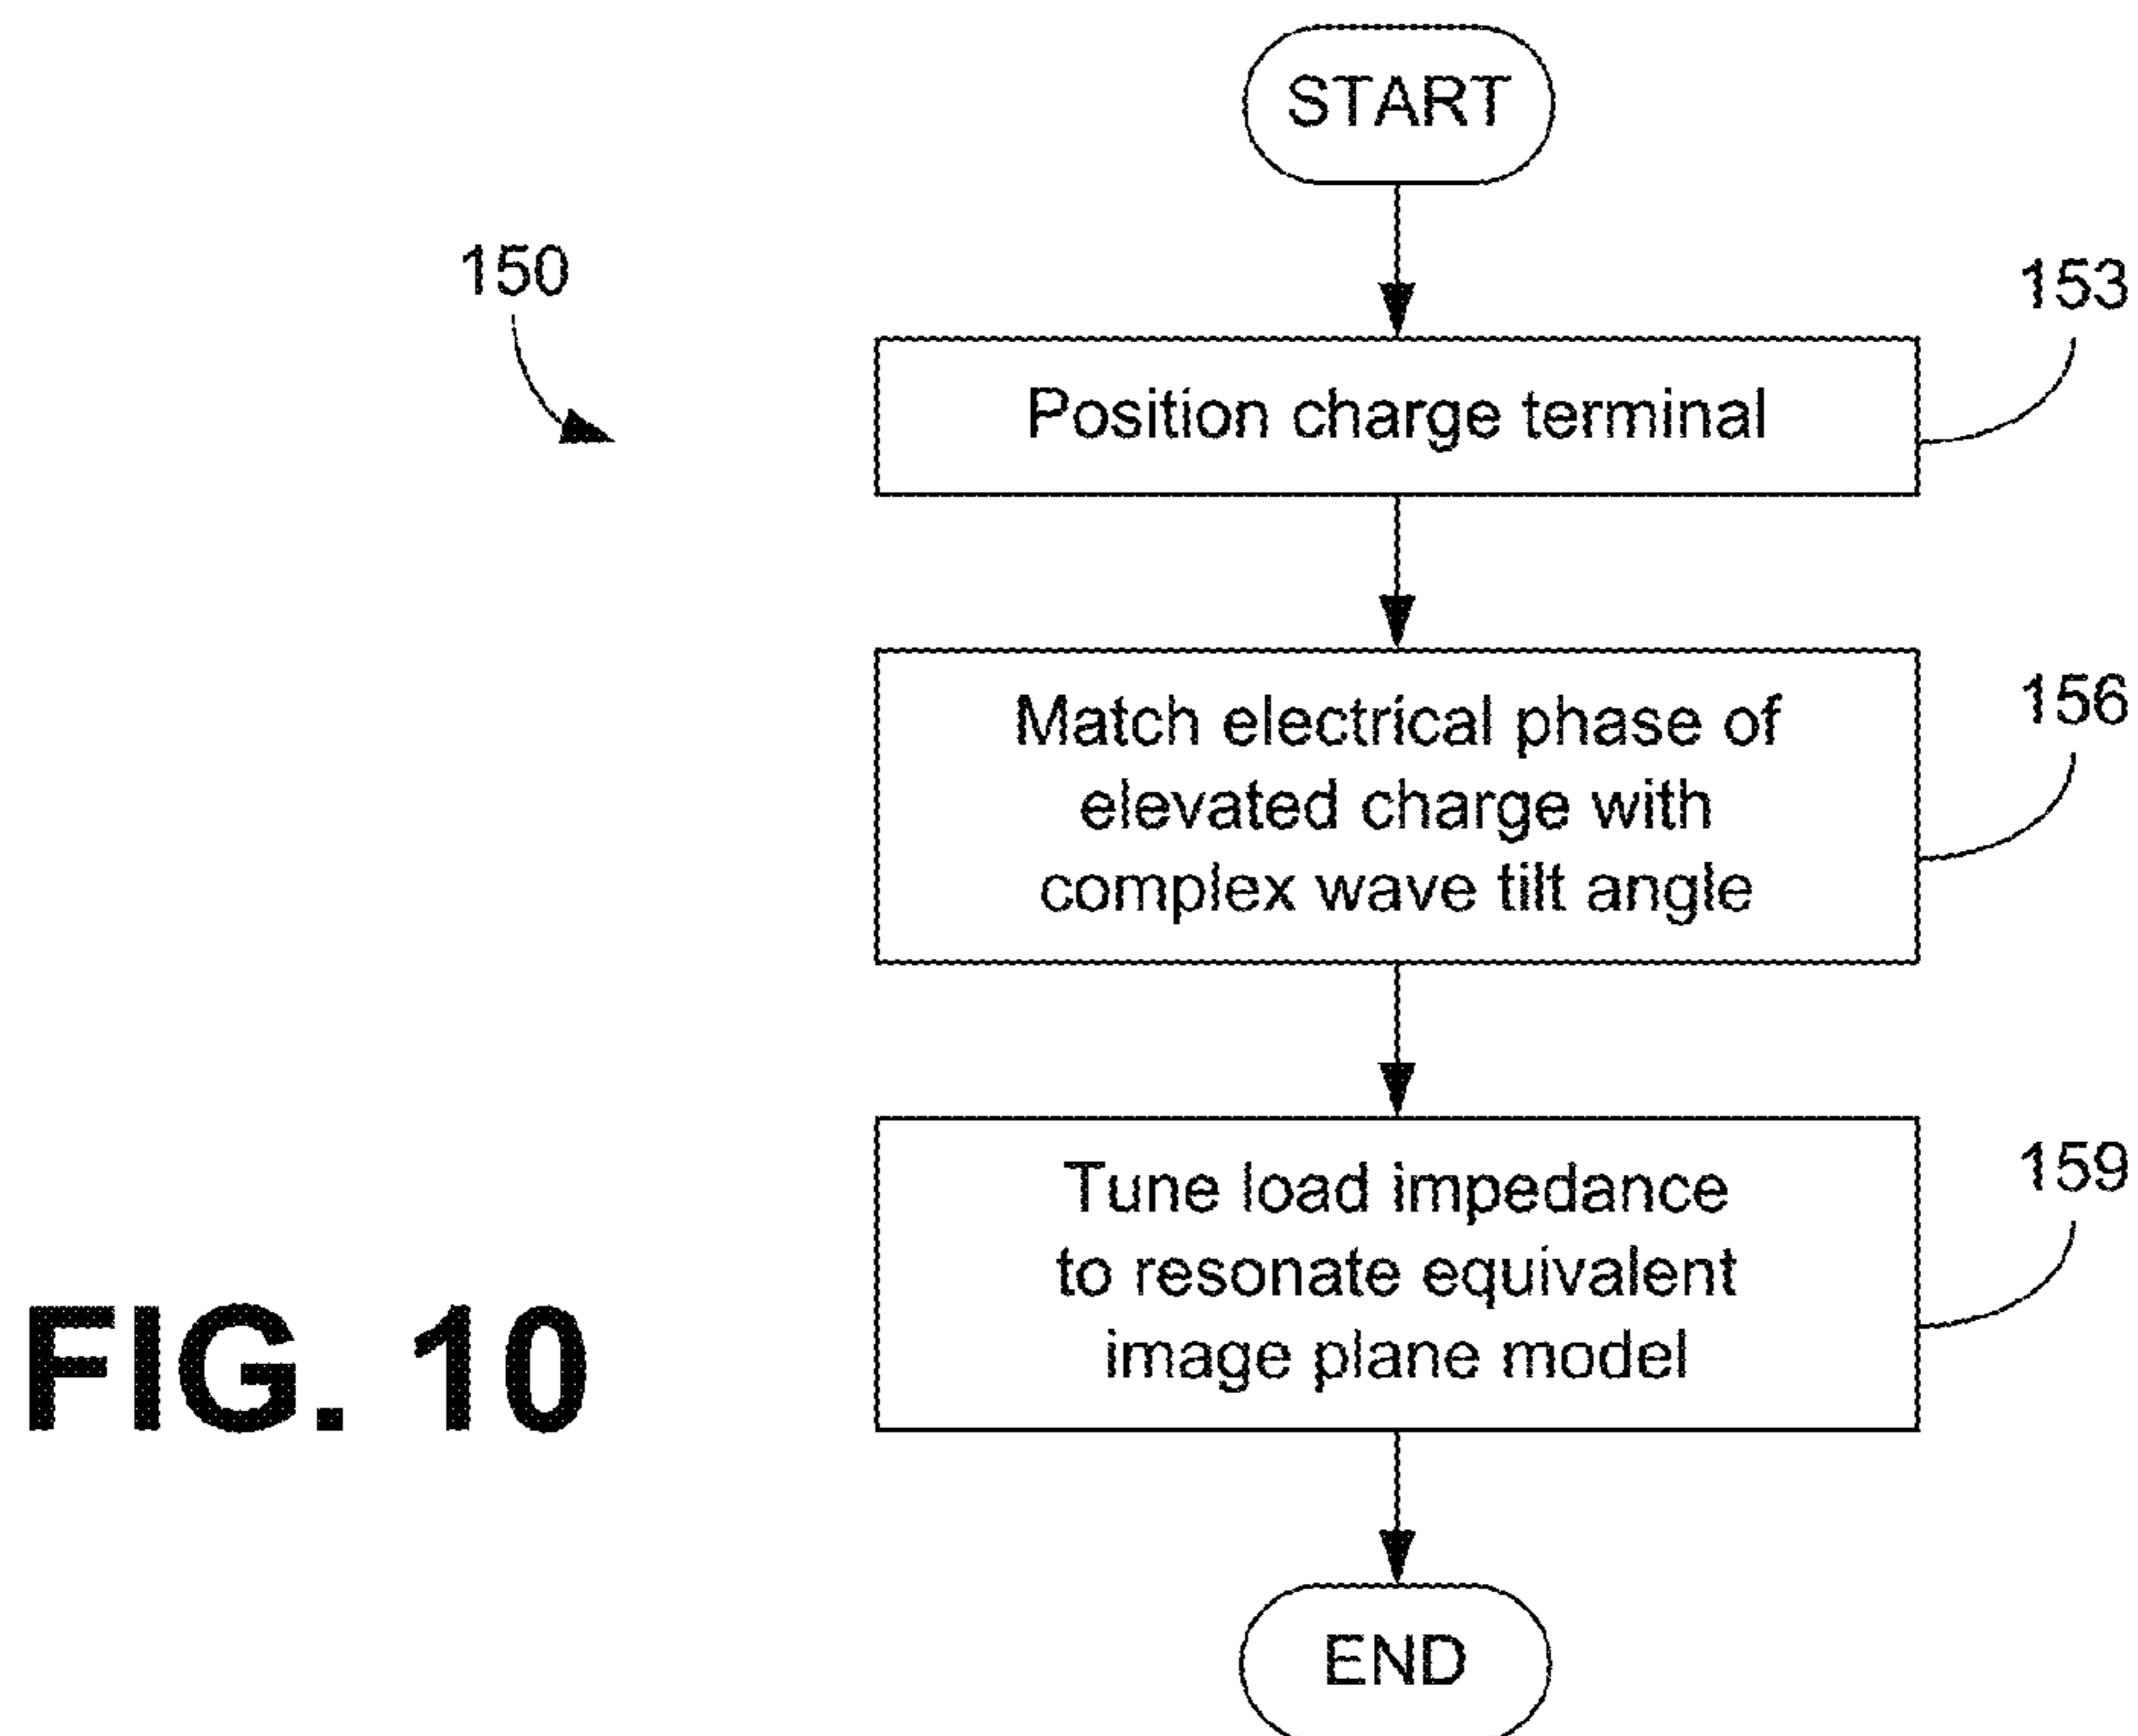 START
150
153
Position charge terminal
156
Match electrical phase of
elevated charge with
complex wave tilt angle
159
Tune load impedance
to resonate equivalent
image plane model
FIG. 10
END